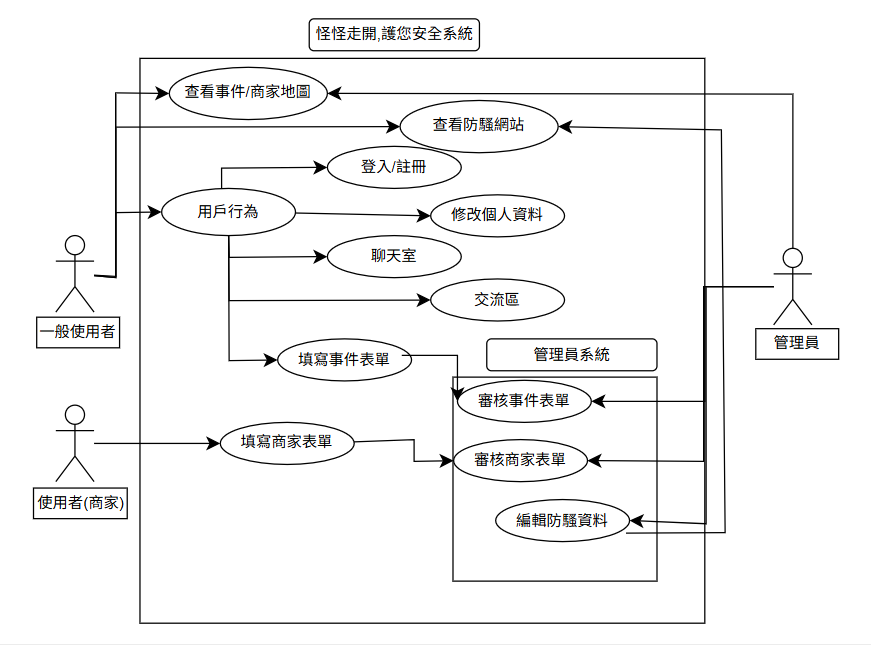 怪怪走開,護您安全系統
查看事件/商家地圖
查看防騷網站
登入/註冊
用戶行為
修改個人資料
聊天室
交流區
一般使用者
管理員
管理員系統
填寫事件表單
審核事件表單
填寫商家表單
審核商家表單
使用者(商家)
編輯防騷資料